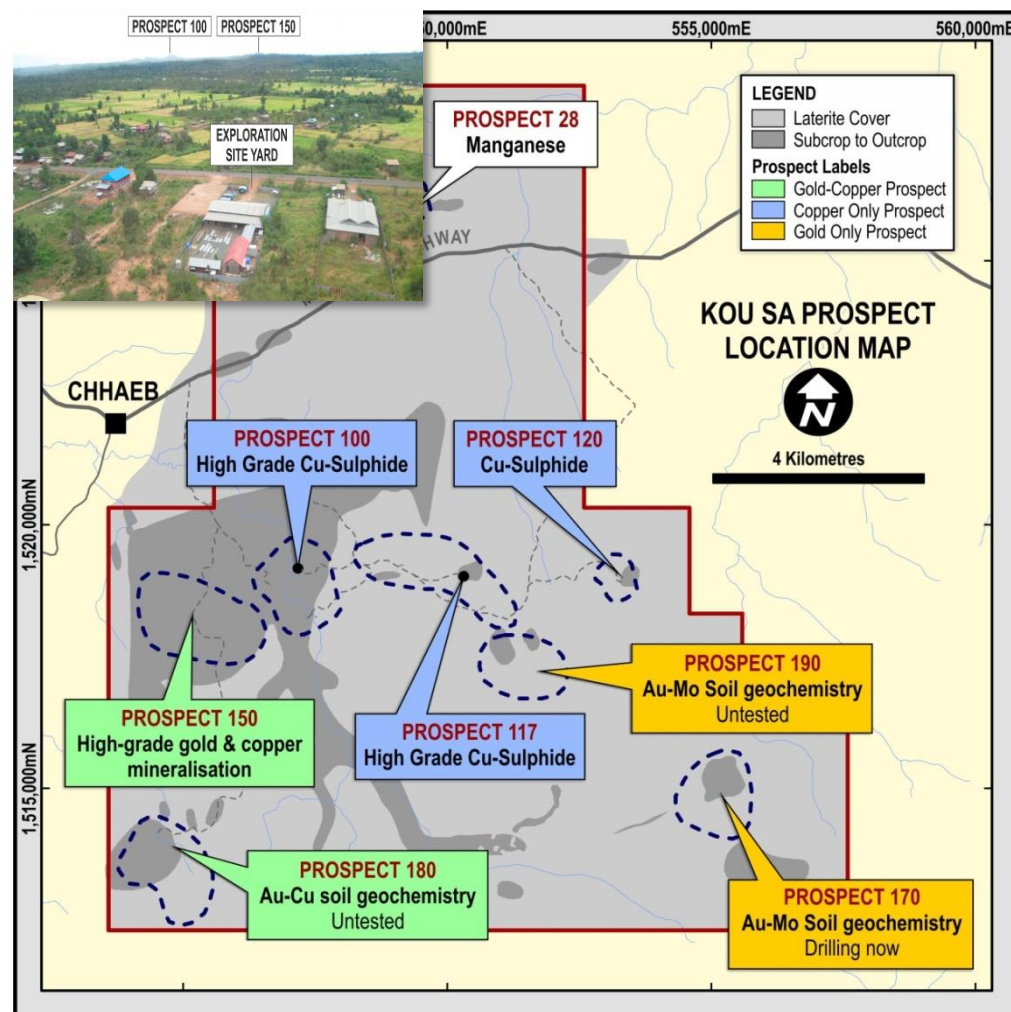 PROSPECT 100
PROSPECT 150
EXPLORATION
SITE YARD
555,000mE
560,000mE
LEGEND
Laterite Cover
Subcrop to Outcrop
Prospect Labels
Gold-Copper Prospect
Copper Only Prospect
Gold Only Prospect
PROSPECT 28
Manganese
KOU SA PROSPECT
LOCATION MAP
N
4 Kilometres
CHHAEB
PROSPECT 100
High Grade Cu-Sulphide
PROSPECT 120
Cu-Sulphide
1,520,000mN
PROSPECT 190
Au-Mo Soil geochemistry
Untested
PROSPECT 150
High-grade gold & copper
mineralisation
PROSPECT 117
High Grade Cu-Sulphide
1,515,000mN
PROSPECT 180
Au-Cu soil geochemistry
Untested
PROSPECT 170
Au-Mo Soil geochemistry
Drilling now